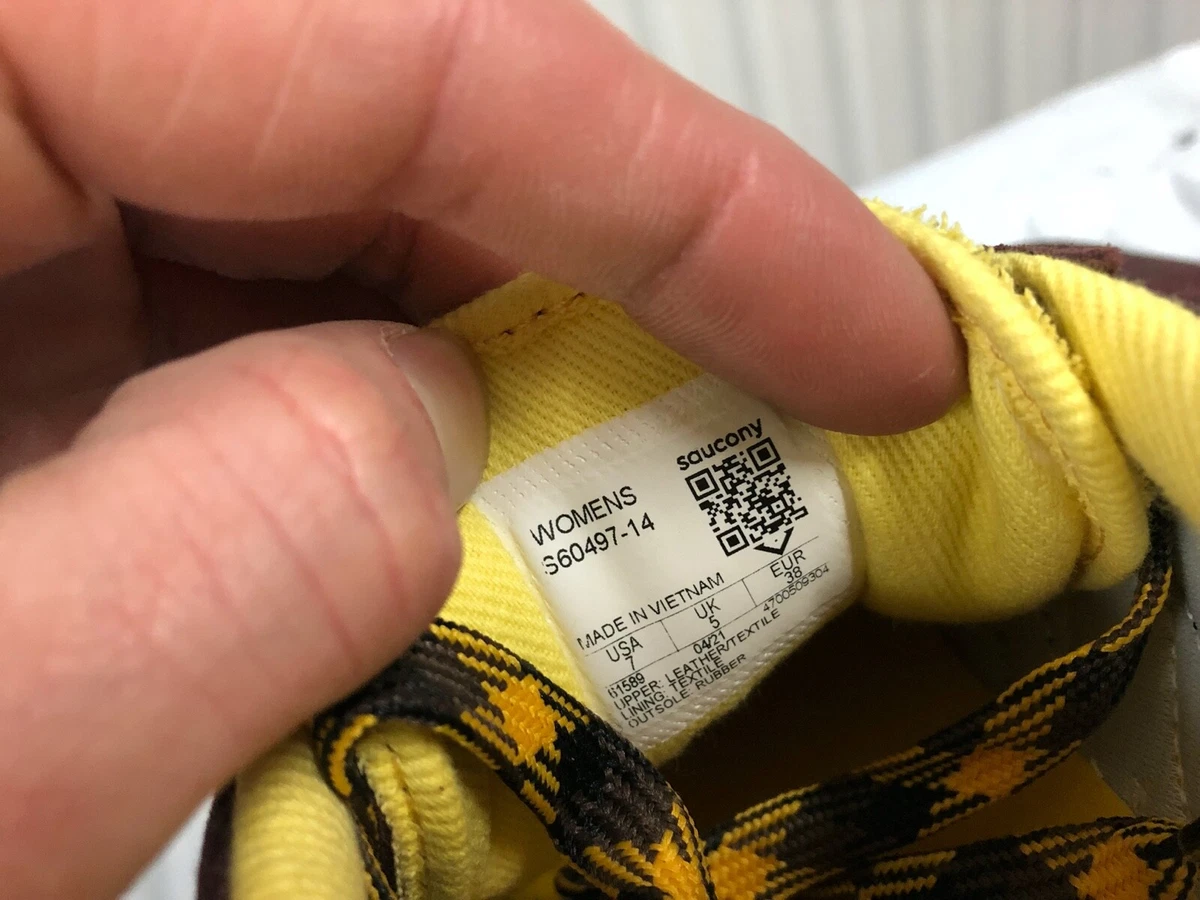 saucony
WOMENS
S60497-14
MADE IN VIETNAM
USA UK EUR
7 5 38
61589 04/21 4700509304
UPPER: LEATHER/TEXTILE
LINING: TEXTILE
OUTSOLE: RUBBER